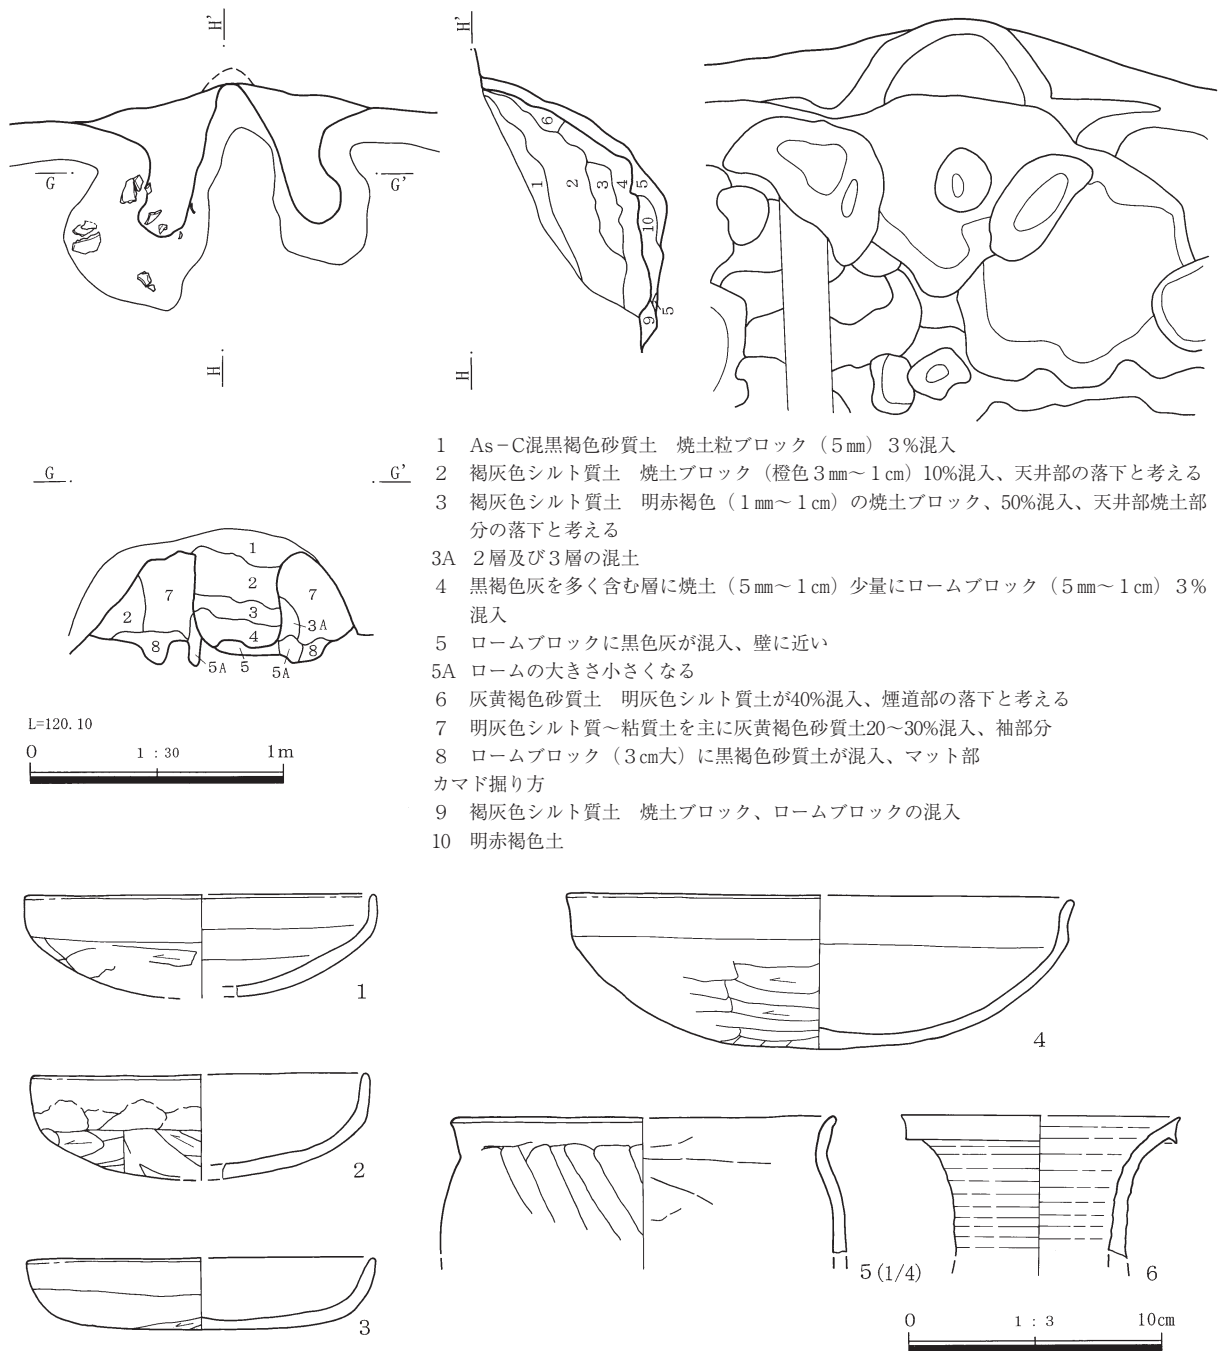 H'
H'
G
G'
H
H
6
1
2
3
4
5
10
9
5
G
G'
1
2
7
7
2
3
3A
4
8
8
5A
5
5A
L=120.10
0
1 : 30
1m
1 As-C混黒褐色砂質土 焼土粒ブロック（5㎜）3%混入
2 褐灰色シルト質土 焼土ブロック（橙色3㎜～1㎝）10%混入、天井部の落下と考える
3 褐灰色シルト質土 明赤褐色（1㎜～1㎝）の焼土ブロック、50%混入、天井部焼土部
分の落下と考える
3A 2層及び3層の混土
4 黒褐色灰を多く含む層に焼土（5㎜～1㎝）少量にロームブロック（5㎜～1㎝）3%
混入
5 ロームブロックに黒色灰が混入、壁に近い
5A ロームの大きさ小さくなる
6 灰黄褐色砂質土 明灰色シルト質土が40%混入、煙道部の落下と考える
7 明灰色シルト質～粘質土を主に灰黄褐色砂質土20～30%混入、袖部分
8 ロームブロック（3㎝大）に黒褐色砂質土が混入、マット部
カマド掘り方
9 褐灰色シルト質土 焼土ブロック、ロームブロックの混入
10 明赤褐色土
1
4
2
5 (1/4)
6
3
0
1 : 3
10cm